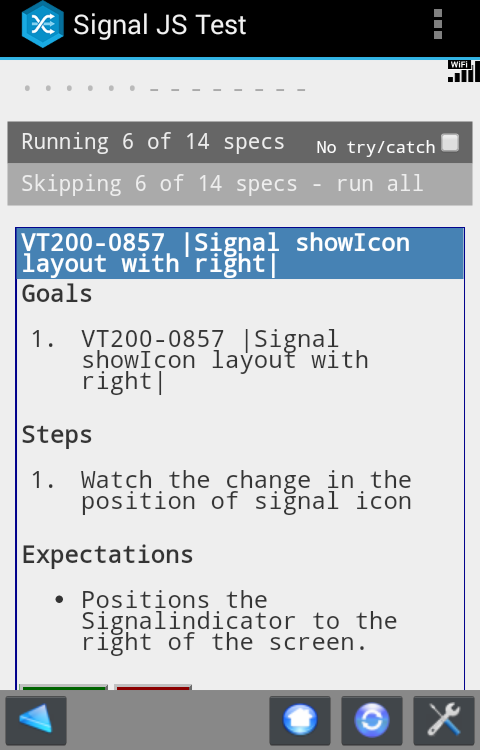 Signal JS Test
WiFi
Running 6 of 14 specs
No try/catch
Skipping 6 of 14 specs - run all
VT200-0857 |Signal showIcon
layout with right|
Goals
1. VT200-0857 |Signal
showIcon layout with
right|
Steps
1. Watch the change in the
position of signal icon
Expectations
• Positions the
Signalindicator to the
right of the screen.